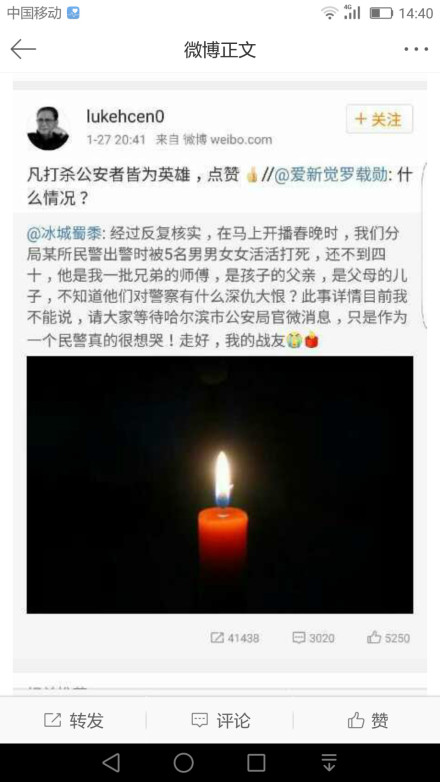 中国移动
4G
14:40
微博正文
lukehcen0
+关注
1-27 20:41 来自 微博 weibo.com
凡打杀公安者皆为英雄，点赞👍//@爱新觉罗载勋: 什
么情况？
@冰城蜀黍: 经过反复核实，在马上开播春晚时，我们分
局某所民警出警时被5名男男女女活活打死，还不到四
十，他是我一批兄弟的师傅，是孩子的父亲，是父母的儿
子，不知道他们对警察有什么深仇大恨？此事详情目前我
不能说，请大家等待哈尔滨市公安局官微消息，只是作为
一个民警真的很想哭！走好，我的战友
41438
3020
5250
转发
评论
赞